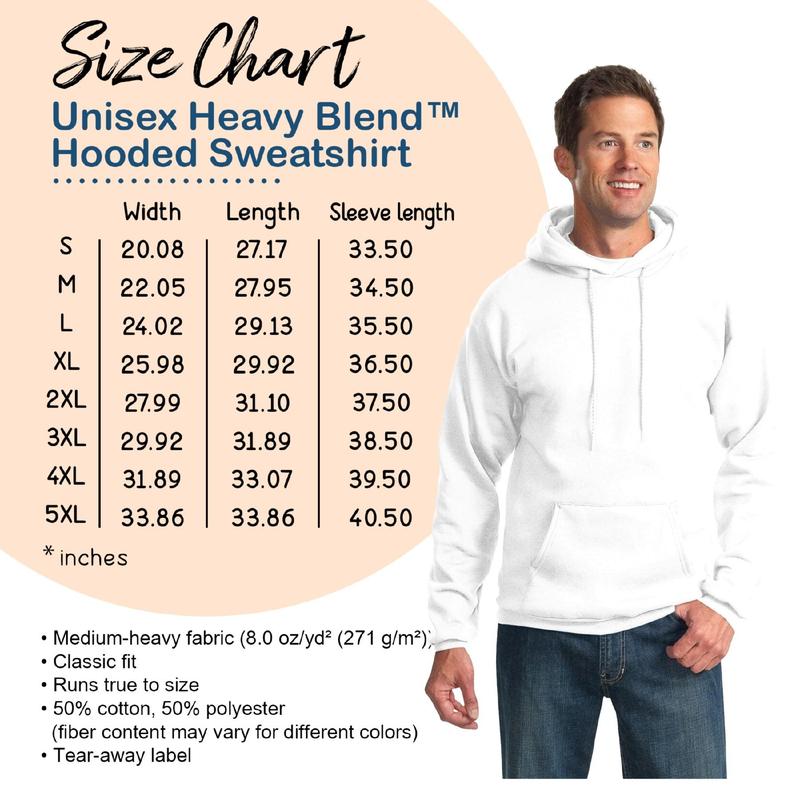 Size Chart
Unisex Heavy Blend™
Hooded Sweatshirt
Width Length Sleeve length
S 20.08 27.17 33.50
M 22.05 27.95 34.50
L 24.02 29.13 35.50
XL 25.98 29.92 36.50
2XL 27.99 31.10 37.50
3XL 29.92 31.89 38.50
4XL 31.89 33.07 39.50
5XL 33.86 33.86 40.50
* inches
• Medium-heavy fabric (8.0 oz/yd² (271 g/m²))
• Classic fit
• Runs true to size
• 50% cotton, 50% polyester
(fiber content may vary for different colors)
• Tear-away label